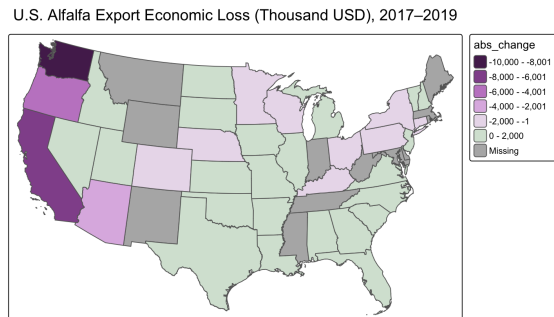 U.S. Alfalfa Export Economic Loss (Thousand USD), 2017–2019
abs_change
-10,000 - -8,001
-8,000 - -6,001
-6,000 - -4,001
-4,000 - -2,001
-2,000 - -1
0 - 2,000
Missing